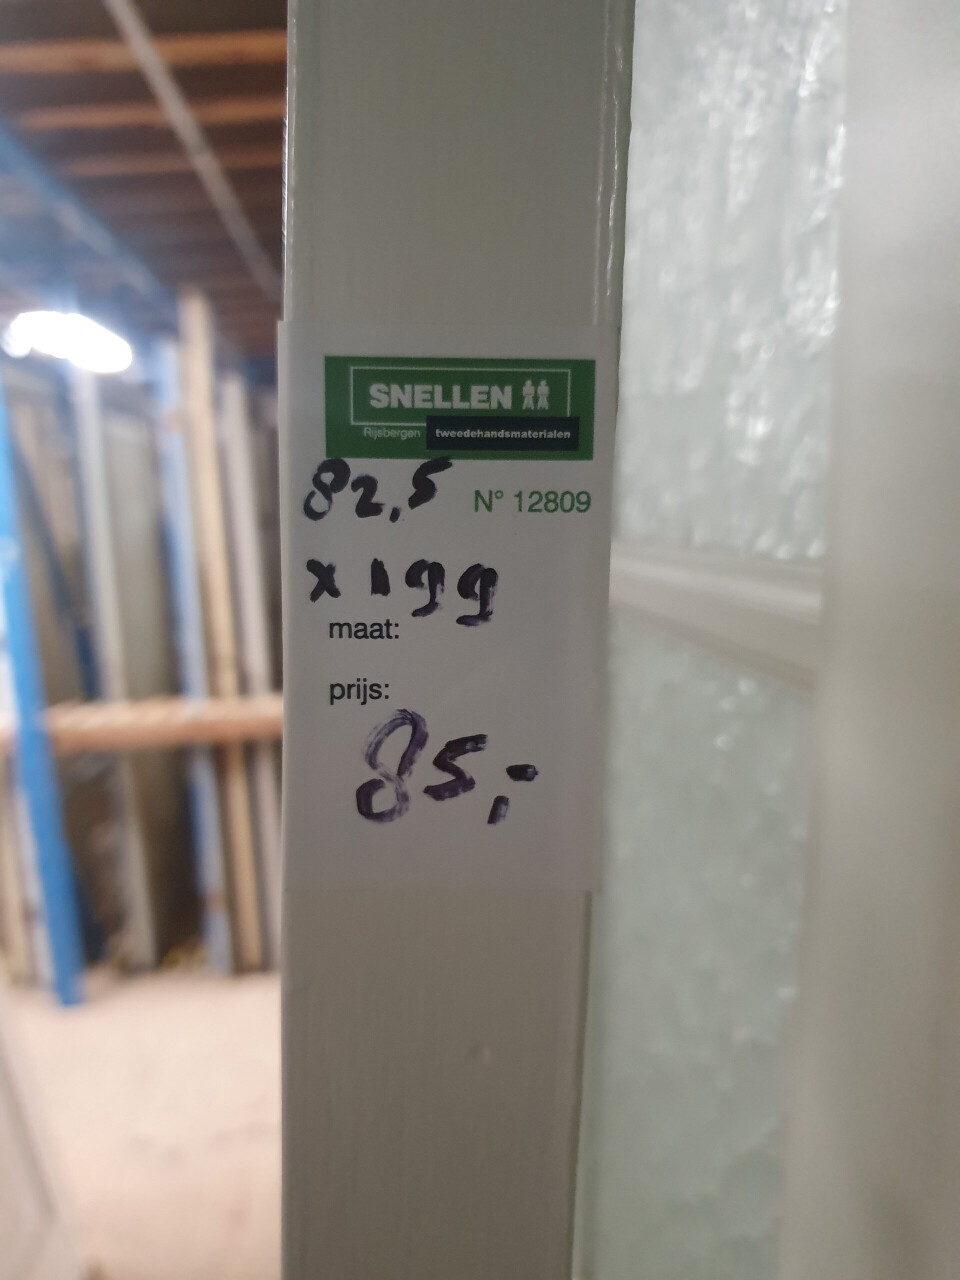 SNELLEN
Rijsbergen tweedehandsmaterialen
82,5
N° 12809
x 199
maat:
prijs:
85,-